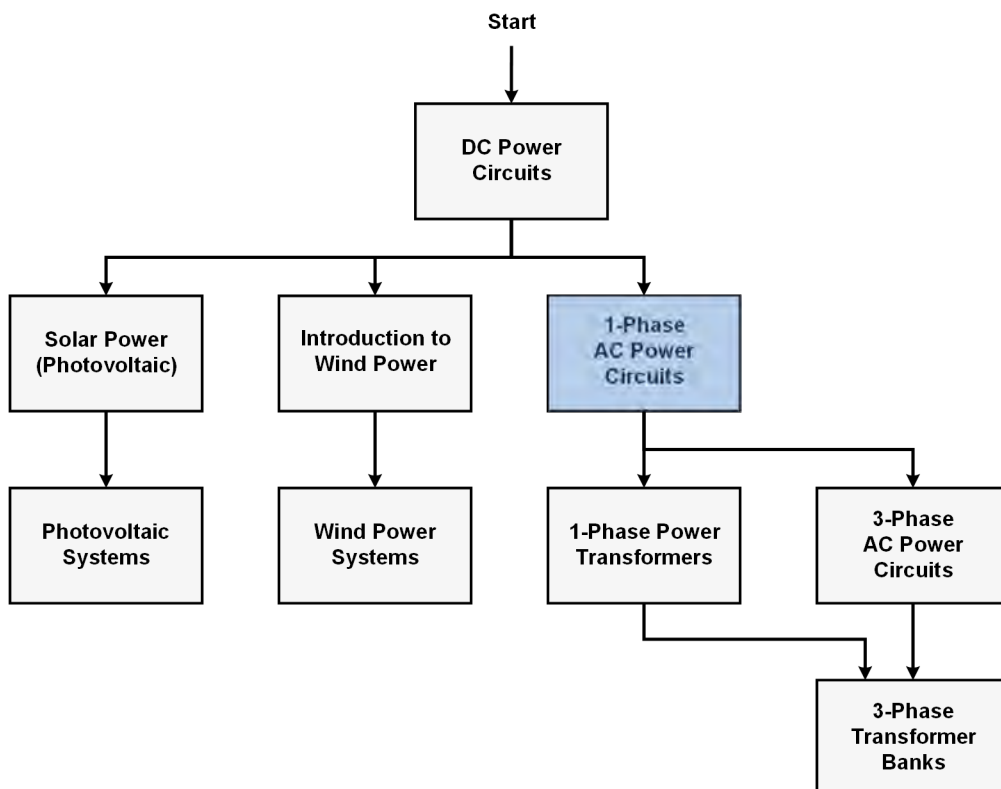 Start
DC Power
Circuits
Solar Power
(Photovoltaic)
Introduction to
Wind Power
1-Phase
AC Power
Circuits
Photovoltaic
Systems
Wind Power
Systems
1-Phase Power
Transformers
3-Phase
AC Power
Circuits
3-Phase
Transformer
Banks